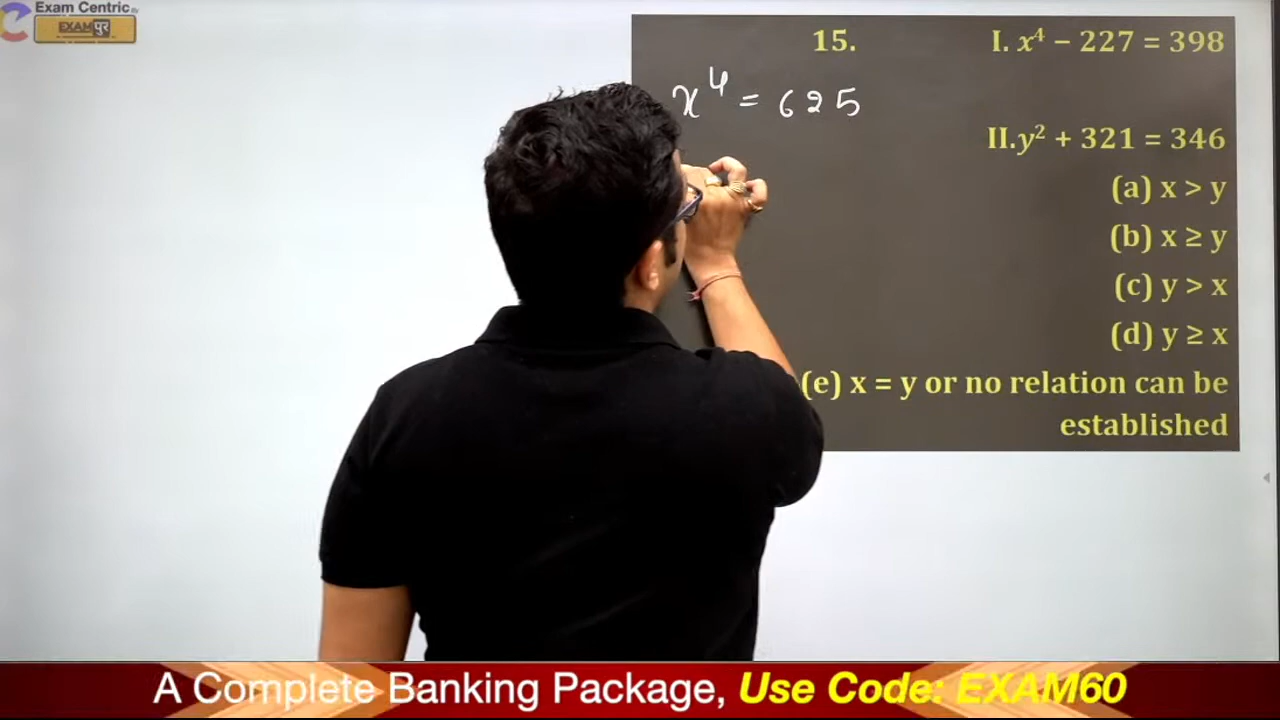 Exam Centric By
EXAMपुर
15. I. x⁴ − 227 = 398
x⁴ = 625
II.y² + 321 = 346
(a) x > y
(b) x ≥ y
(c) y > x
(d) y ≥ x
(e) x = y or no relation can be
established
A Complete Banking Package, Use Code: EXAM60